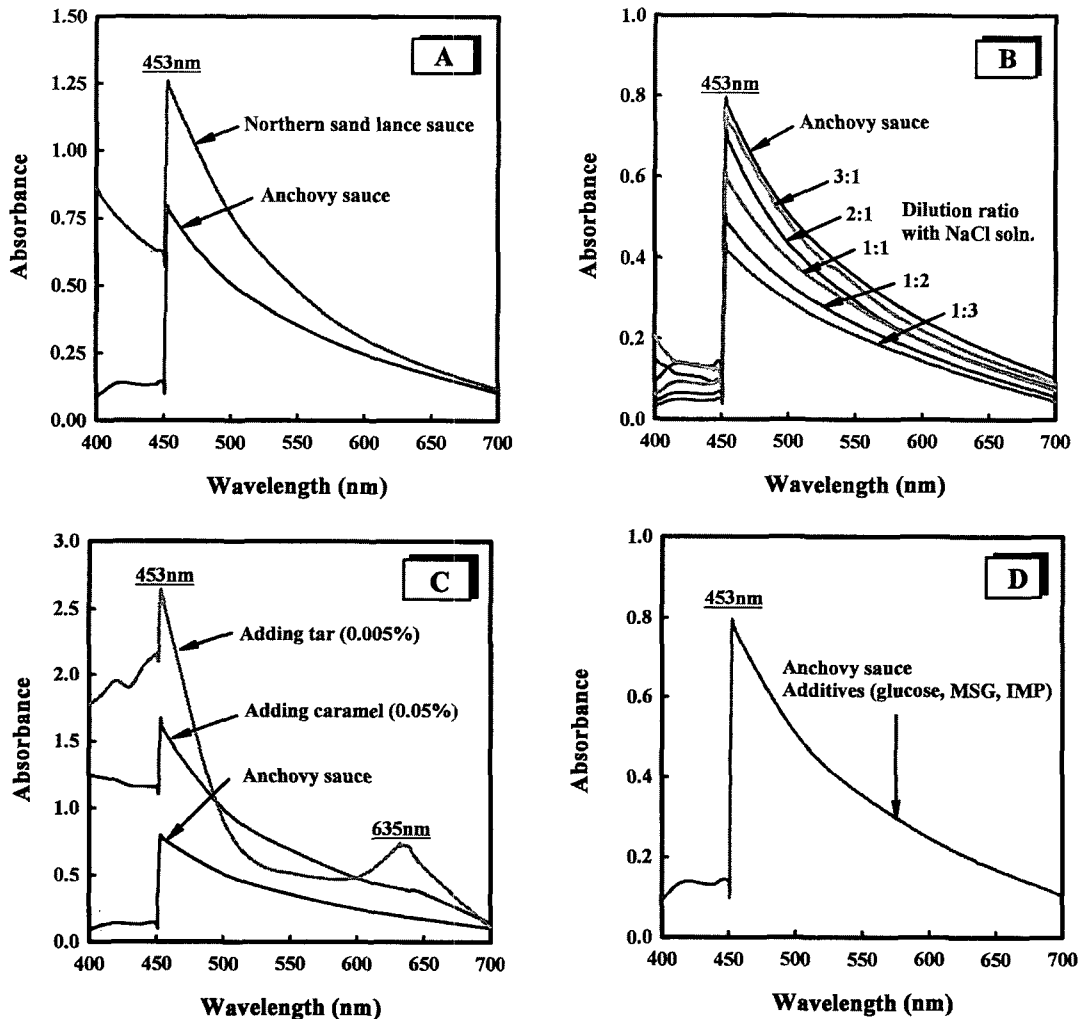 A
453nm
Northern sand lance sauce
Anchovy sauce
Absorbance
1.50
1.25
1.00
0.75
0.50
0.25
0.00
400 450 500 550 600 650 700
Wavelength (nm)
B
453nm
Anchovy sauce
3:1
2:1
1:1
1:2
1:3
Dilution ratio
with NaCl soln.
Absorbance
1.0
0.8
0.6
0.4
0.2
0.0
400 450 500 550 600 650 700
Wavelength (nm)
C
453nm
Adding tar (0.005%)
Adding caramel (0.05%)
Anchovy sauce
635nm
Absorbance
3.0
2.5
2.0
1.5
1.0
0.5
0.0
400 450 500 550 600 650 700
Wavelength (nm)
D
453nm
Anchovy sauce
Additives (glucose, MSG, IMP)
Absorbance
1.0
0.8
0.6
0.4
0.2
0.0
400 450 500 550 600 650 700
Wavelength (nm)